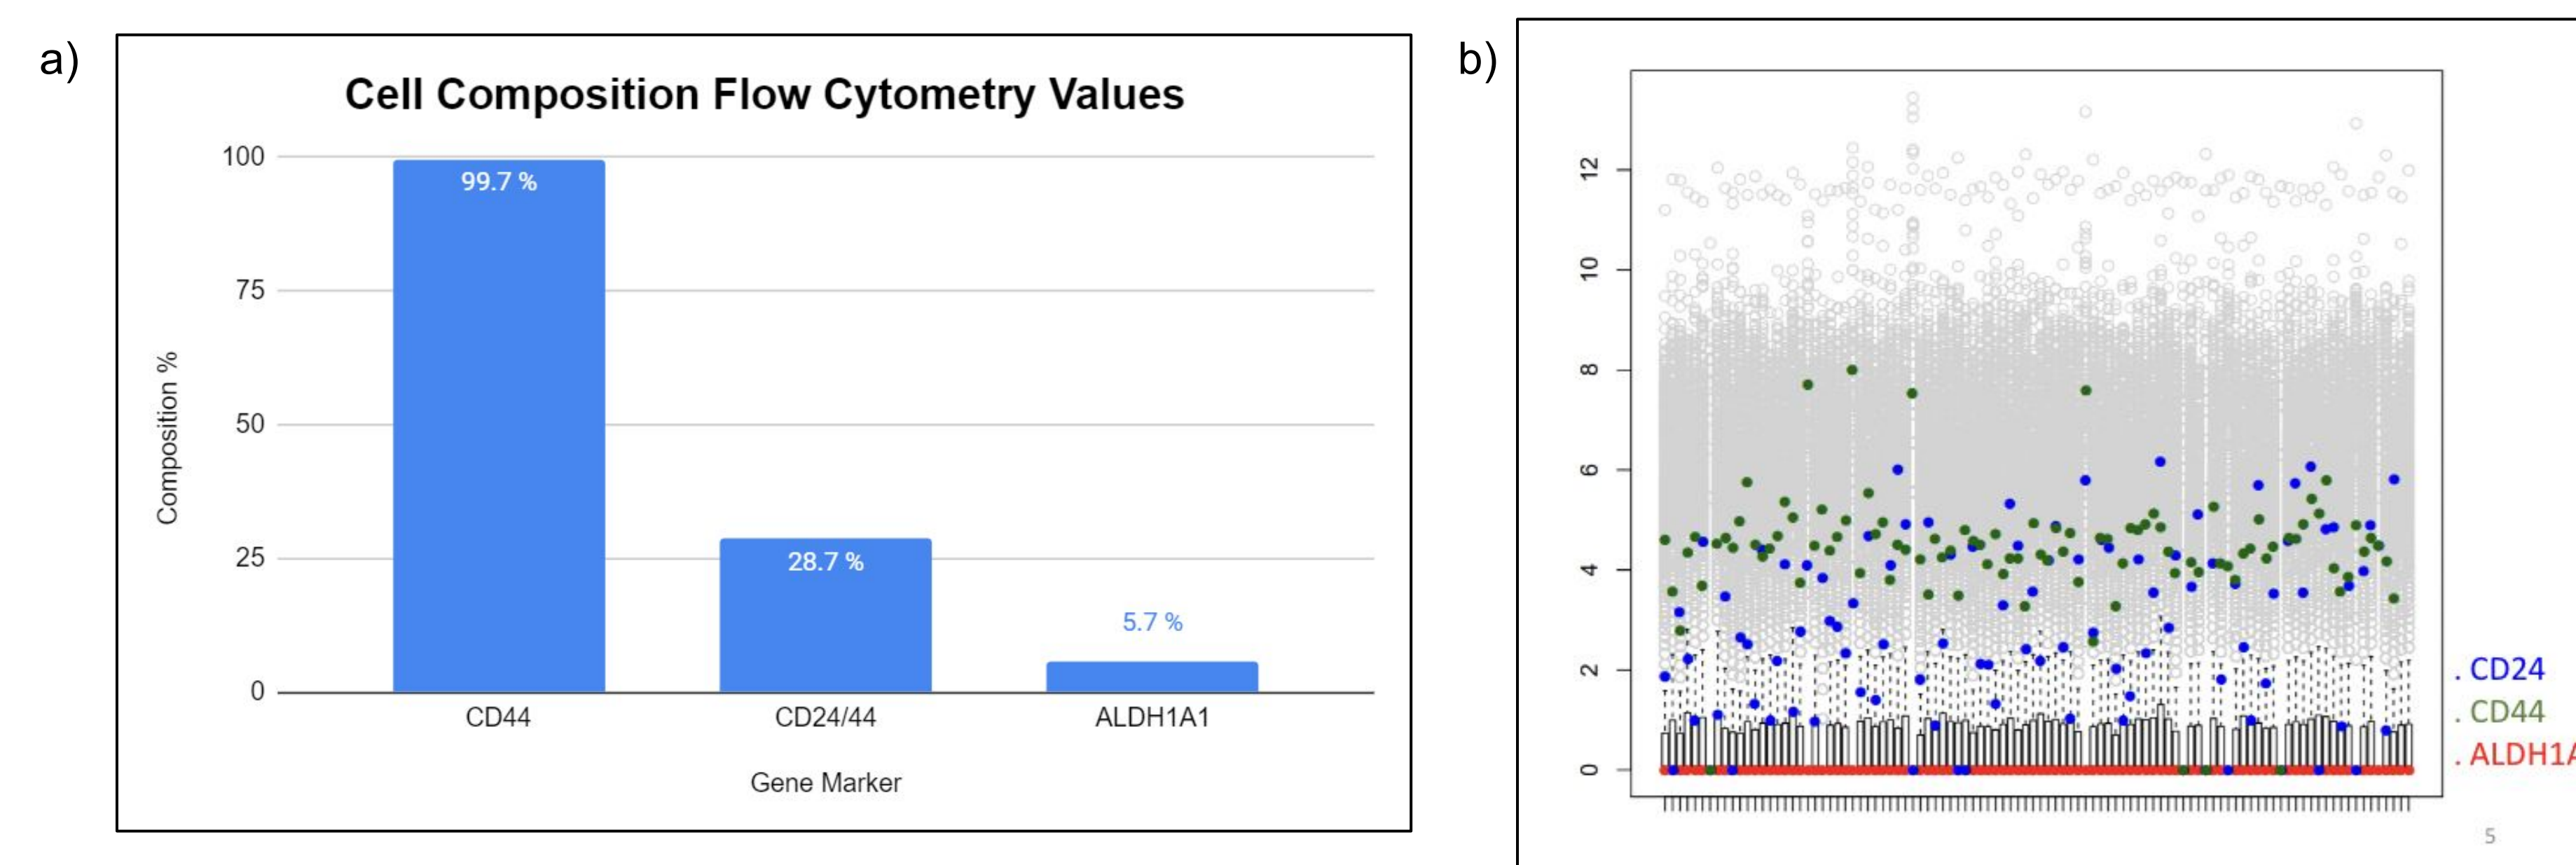 a)
Cell Composition Flow Cytometry Values
100
75
50
25
0
Composition %
99.7 %
28.7 %
5.7 %
CD44
CD24/44
ALDH1A1
Gene Marker
b)
12
10
8
6
4
2
0
. CD24
. CD44
. ALDH1A
5